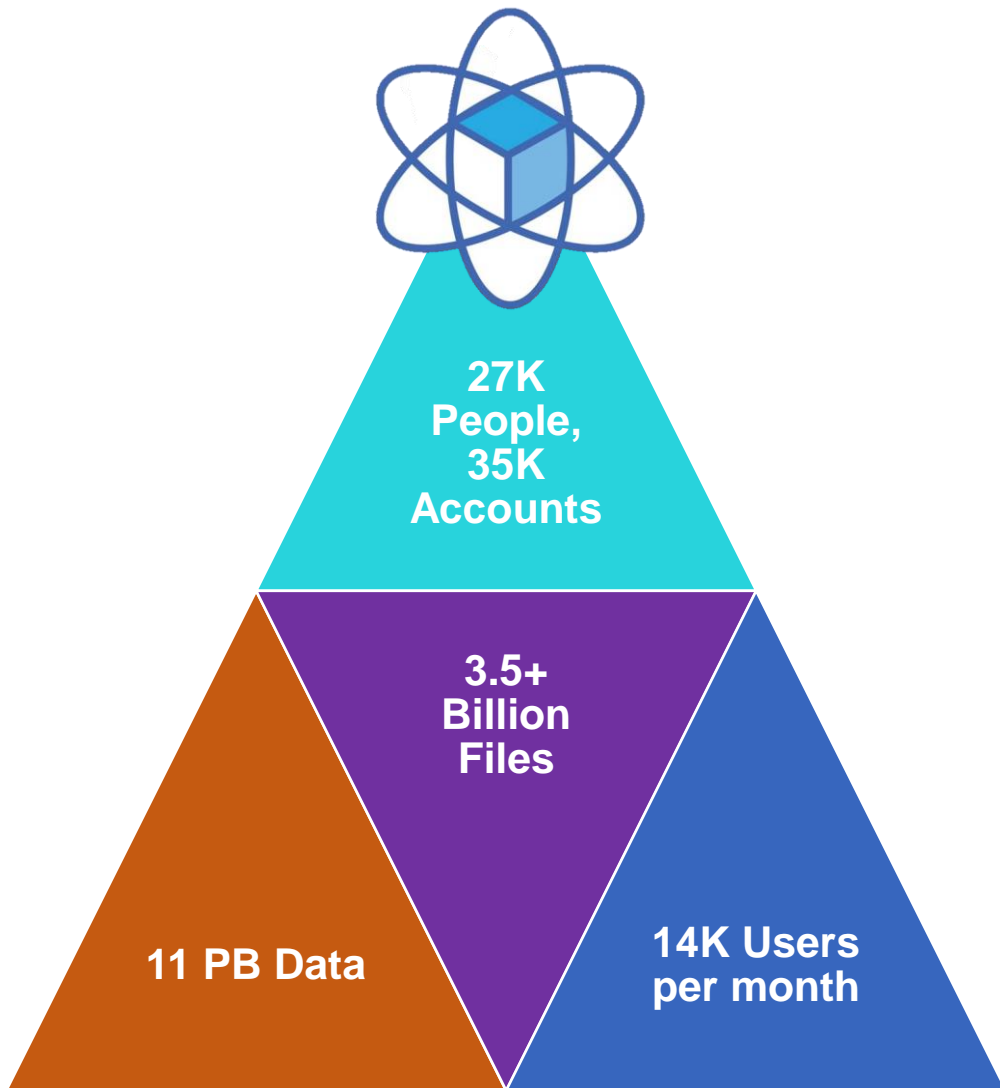 27K
People,
35K
Accounts
3.5+
Billion
Files
11 PB Data
14K Users
per month